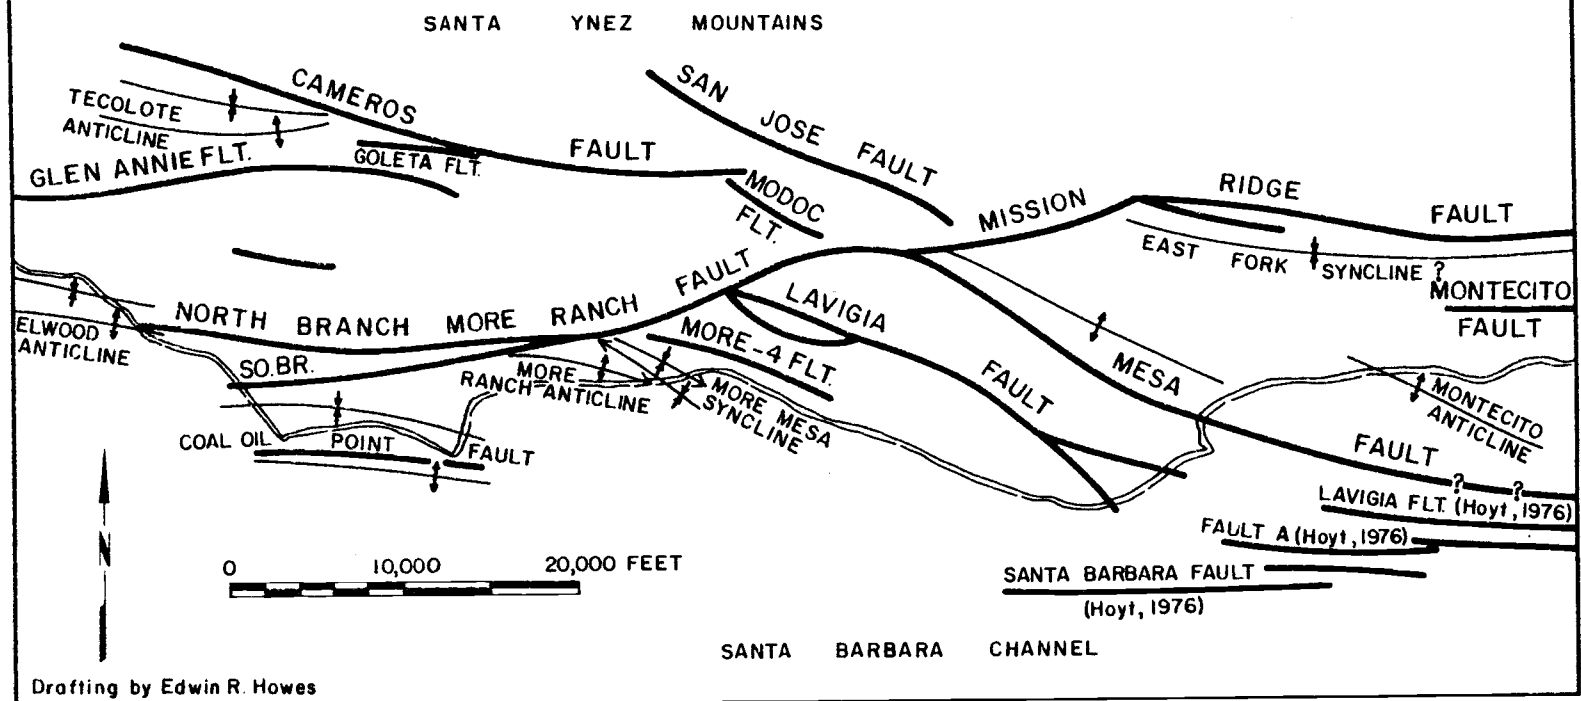 SANTA YNEZ MOUNTAINS
CAMEROS FAULT
SAN JOSE FAULT
TECOLOTE
ANTICLINE
GLEN ANNIE FLT.
GOLETA FLT.
MODOC
FLT.
MISSION RIDGE FAULT
EAST FORK SYNCLINE ?
MONTECITO
FAULT
ELWOOD
ANTICLINE
NORTH BRANCH MORE RANCH FAULT
SO. BR.
LAVIGIA FAULT
MORE-4 FLT.
MESA FAULT ? ?
MORE
RANCH ANTICLINE
MORE MESA
SYNCLINE
MONTECITO
ANTICLINE
COAL OIL POINT FAULT
LAVIGIA FLT. (Hoyt, 1976)
FAULT A (Hoyt, 1976)
SANTA BARBARA FAULT
(Hoyt, 1976)
N
0 10,000 20,000 FEET
SANTA BARBARA CHANNEL
Drafting by Edwin R. Howes